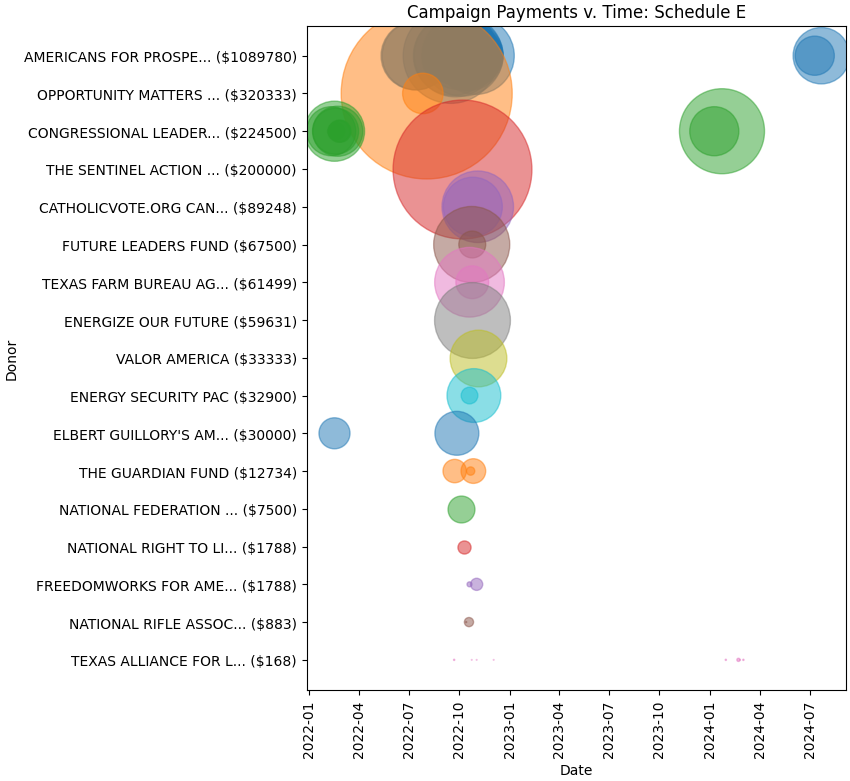 Campaign Payments v. Time: Schedule E
Donor
AMERICANS FOR PROSPE... ($1089780)
OPPORTUNITY MATTERS ... ($320333)
CONGRESSIONAL LEADER... ($224500)
THE SENTINEL ACTION ... ($200000)
CATHOLICVOTE.ORG CAN... ($89248)
FUTURE LEADERS FUND ($67500)
TEXAS FARM BUREAU AG... ($61499)
ENERGIZE OUR FUTURE ($59631)
VALOR AMERICA ($33333)
ENERGY SECURITY PAC ($32900)
ELBERT GUILLORY'S AM... ($30000)
THE GUARDIAN FUND ($12734)
NATIONAL FEDERATION ... ($7500)
NATIONAL RIGHT TO LI... ($1788)
FREEDOMWORKS FOR AME... ($1788)
NATIONAL RIFLE ASSOC... ($883)
TEXAS ALLIANCE FOR L... ($168)
2022-01
2022-04
2022-07
2022-10
2023-01
2023-04
2023-07
2023-10
2024-01
2024-04
2024-07
Date